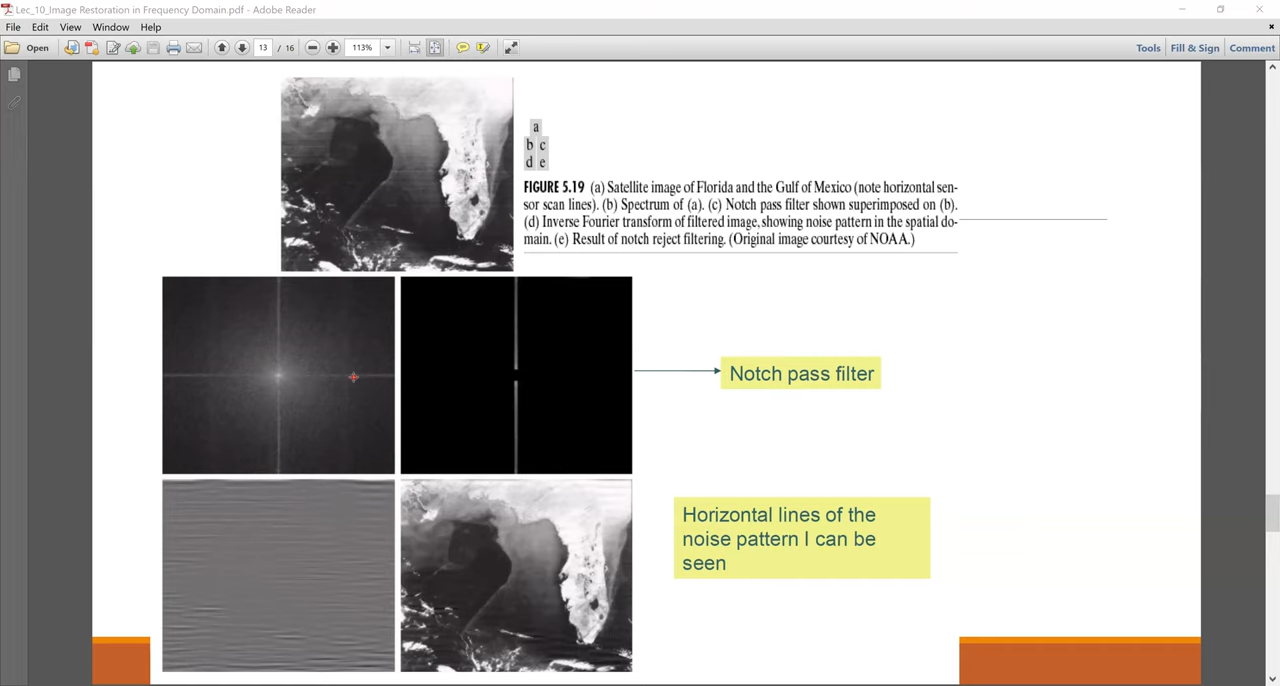 Lec_10_Image Restoration in Frequency Domain.pdf - Adobe Reader
File Edit View Window Help
Open 13 / 16 113% Tools Fill & Sign Comment
a
b c
d e
FIGURE 5.19 (a) Satellite image of Florida and the Gulf of Mexico (note horizontal sen-
sor scan lines). (b) Spectrum of (a). (c) Notch pass filter shown superimposed on (b).
(d) Inverse Fourier transform of filtered image, showing noise pattern in the spatial do-
main. (e) Result of notch reject filtering. (Original image courtesy of NOAA.)
Notch pass filter
Horizontal lines of the
noise pattern I can be
seen